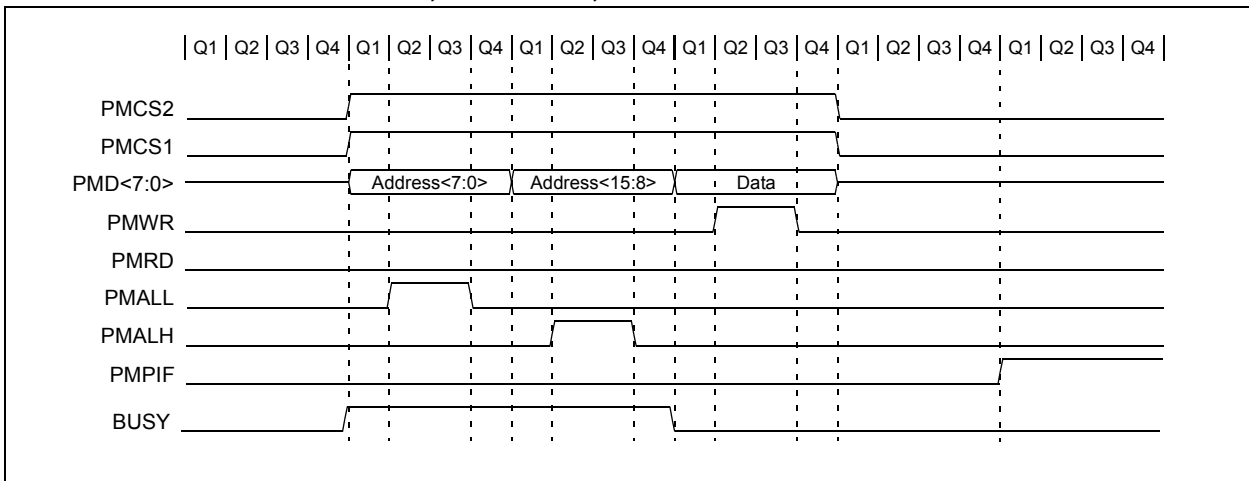 Q1 Q2 Q3 Q4 Q1 Q2 Q3 Q4 Q1 Q2 Q3 Q4 Q1 Q2 Q3 Q4 Q1 Q2 Q3 Q4 Q1 Q2 Q3 Q4
PMCS2
PMCS1
PMD<7:0> Address<7:0> Address<15:8> Data
PMWR
PMRD
PMALL
PMALH
PMPIF
BUSY